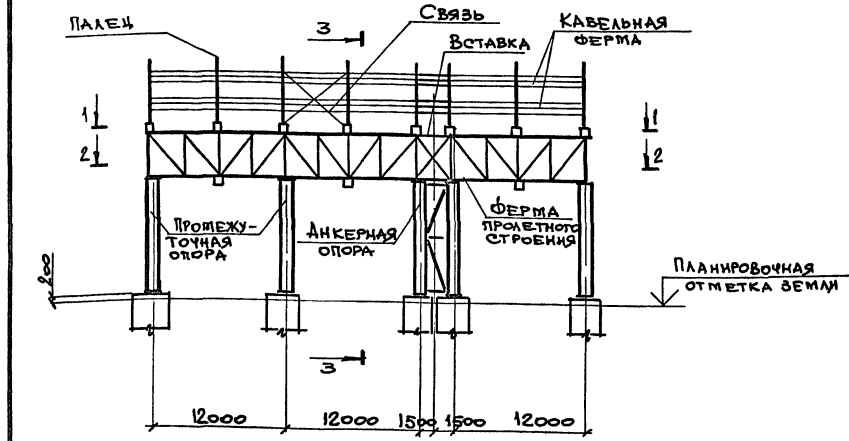 ПАЛЕЦ
3
СВЯЗЬ
ВСТАВКА
КАБЕЛЬНАЯ
ФЕРМА
1
1
2
2
ПРОМЕЖУ-
ТОЧНАЯ
ОПОРА
АНКЕРНАЯ
ОПОРА
ФЕРМА
ПРОЛЕТНОГО
СТРОЕНИЯ
200
ПЛАНИРОВОЧНАЯ
ОТМЕТКА ЗЕМЛИ
3
12000 12000 1500 1500 12000